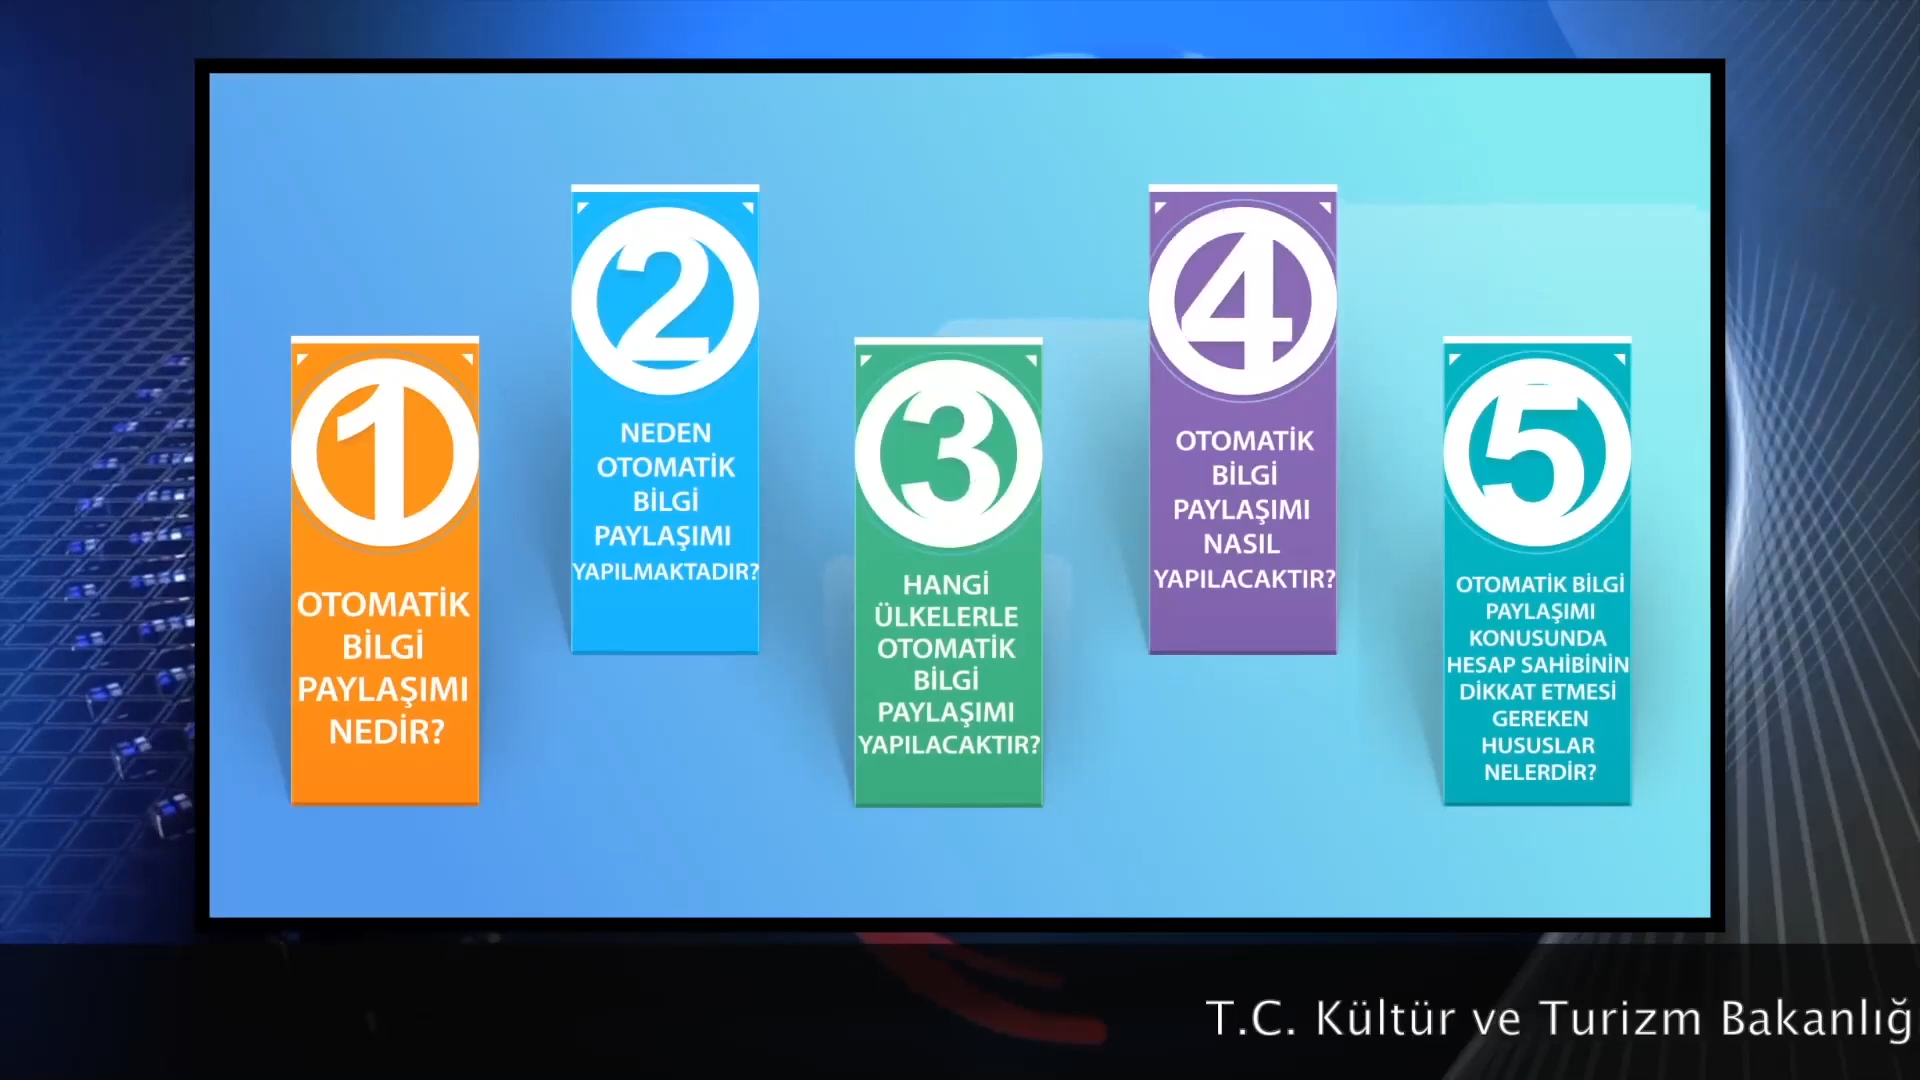 1
OTOMATİK
BİLGİ
PAYLAŞIMI
NEDİR?
2
NEDEN
OTOMATİK
BİLGİ
PAYLAŞIMI
YAPILMAKTADIR?
3
HANGİ
ÜLKELERLE
OTOMATİK
BİLGİ
PAYLAŞIMI
YAPILACAKTIR?
4
OTOMATİK
BİLGİ
PAYLAŞIMI
NASIL
YAPILACAKTIR?
5
OTOMATİK BİLGİ
PAYLAŞIMI
KONUSUNDA
HESAP SAHİBİNİN
DİKKAT ETMESİ
GEREKEN
HUSUSLAR
NELERDİR?
T.C. Kültür ve Turizm Bakanlığ